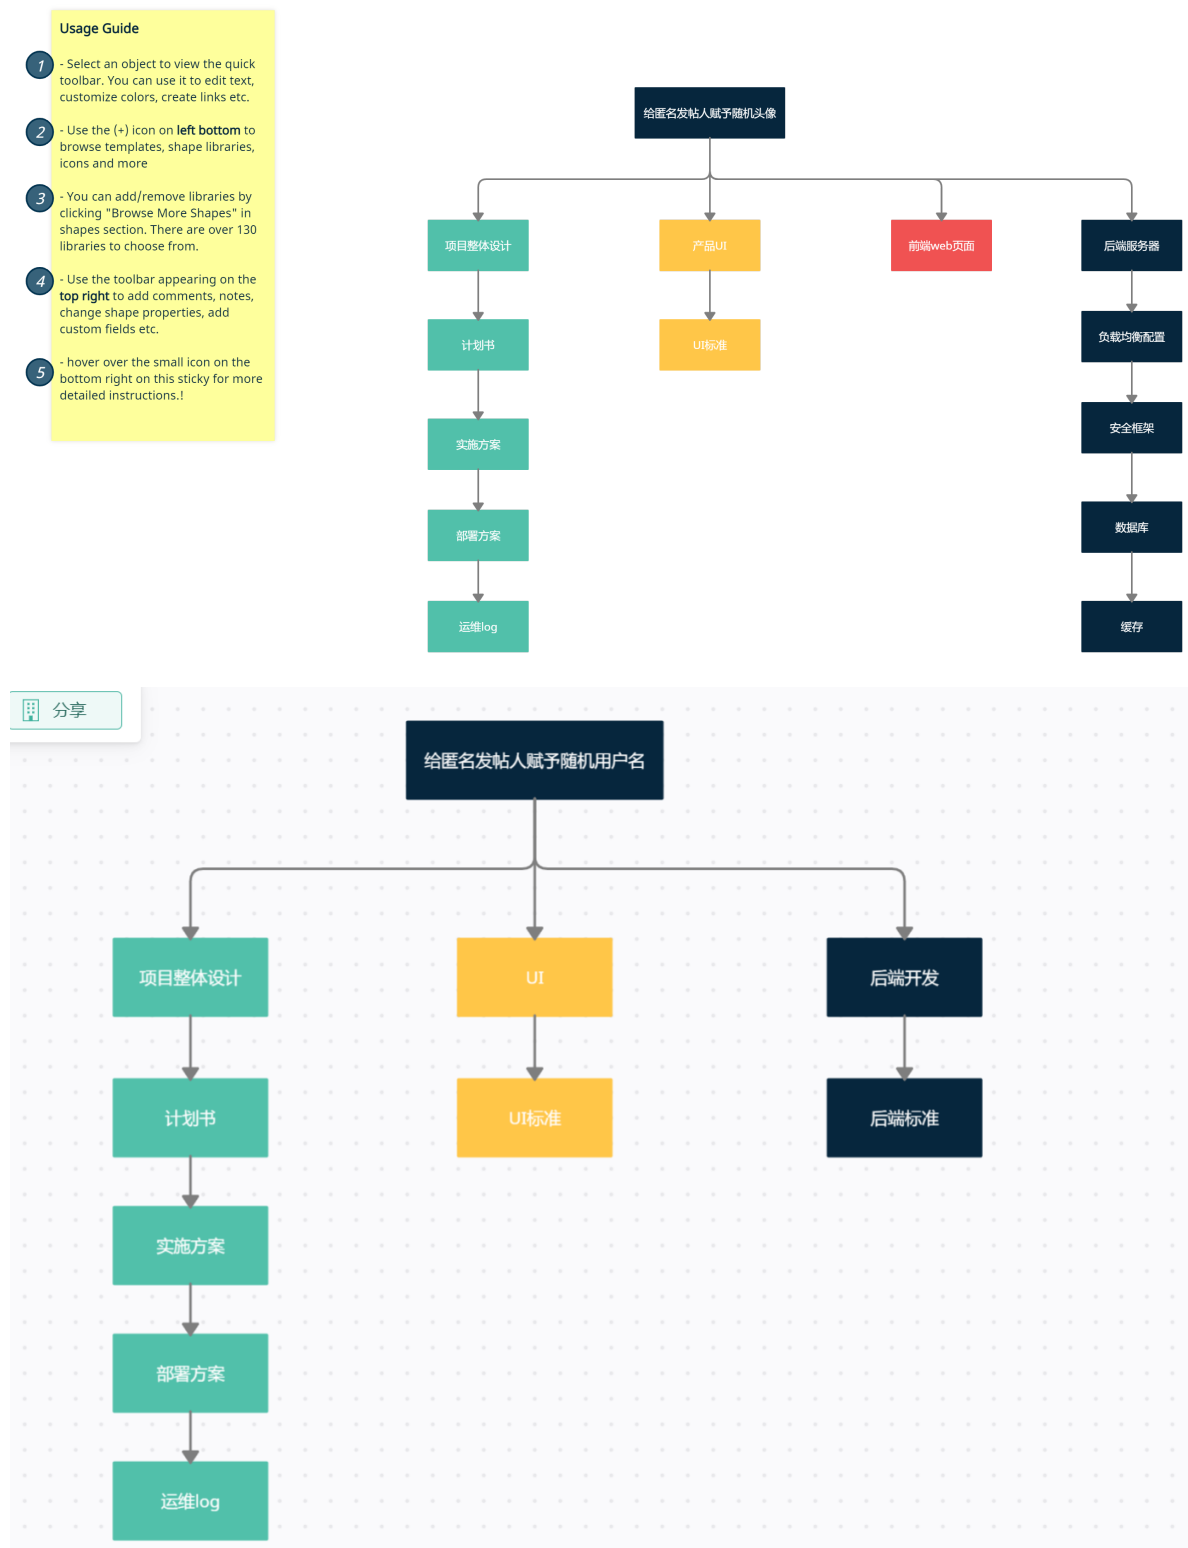 Usage Guide
1
- Select an object to view the quick
toolbar. You can use it to edit text,
customize colors, create links etc.
2
- Use the (+) icon on left bottom to
browse templates, shape libraries,
icons and more
3
- You can add/remove libraries by
clicking "Browse More Shapes" in
shapes section. There are over 130
libraries to choose from.
4
- Use the toolbar appearing on the
top right to add comments, notes,
change shape properties, add
custom fields etc.
5
- hover over the small icon on the
bottom right on this sticky for more
detailed instructions.!
给匿名发帖人赋予随机头像
项目整体设计
产品UI
前端web页面
后端服务器
计划书
UI标准
负载均衡配置
实施方案
安全框架
部署方案
数据库
运维log
缓存
分享
给匿名发帖人赋予随机用户名
项目整体设计
UI
后端开发
计划书
UI标准
后端标准
实施方案
部署方案
运维log